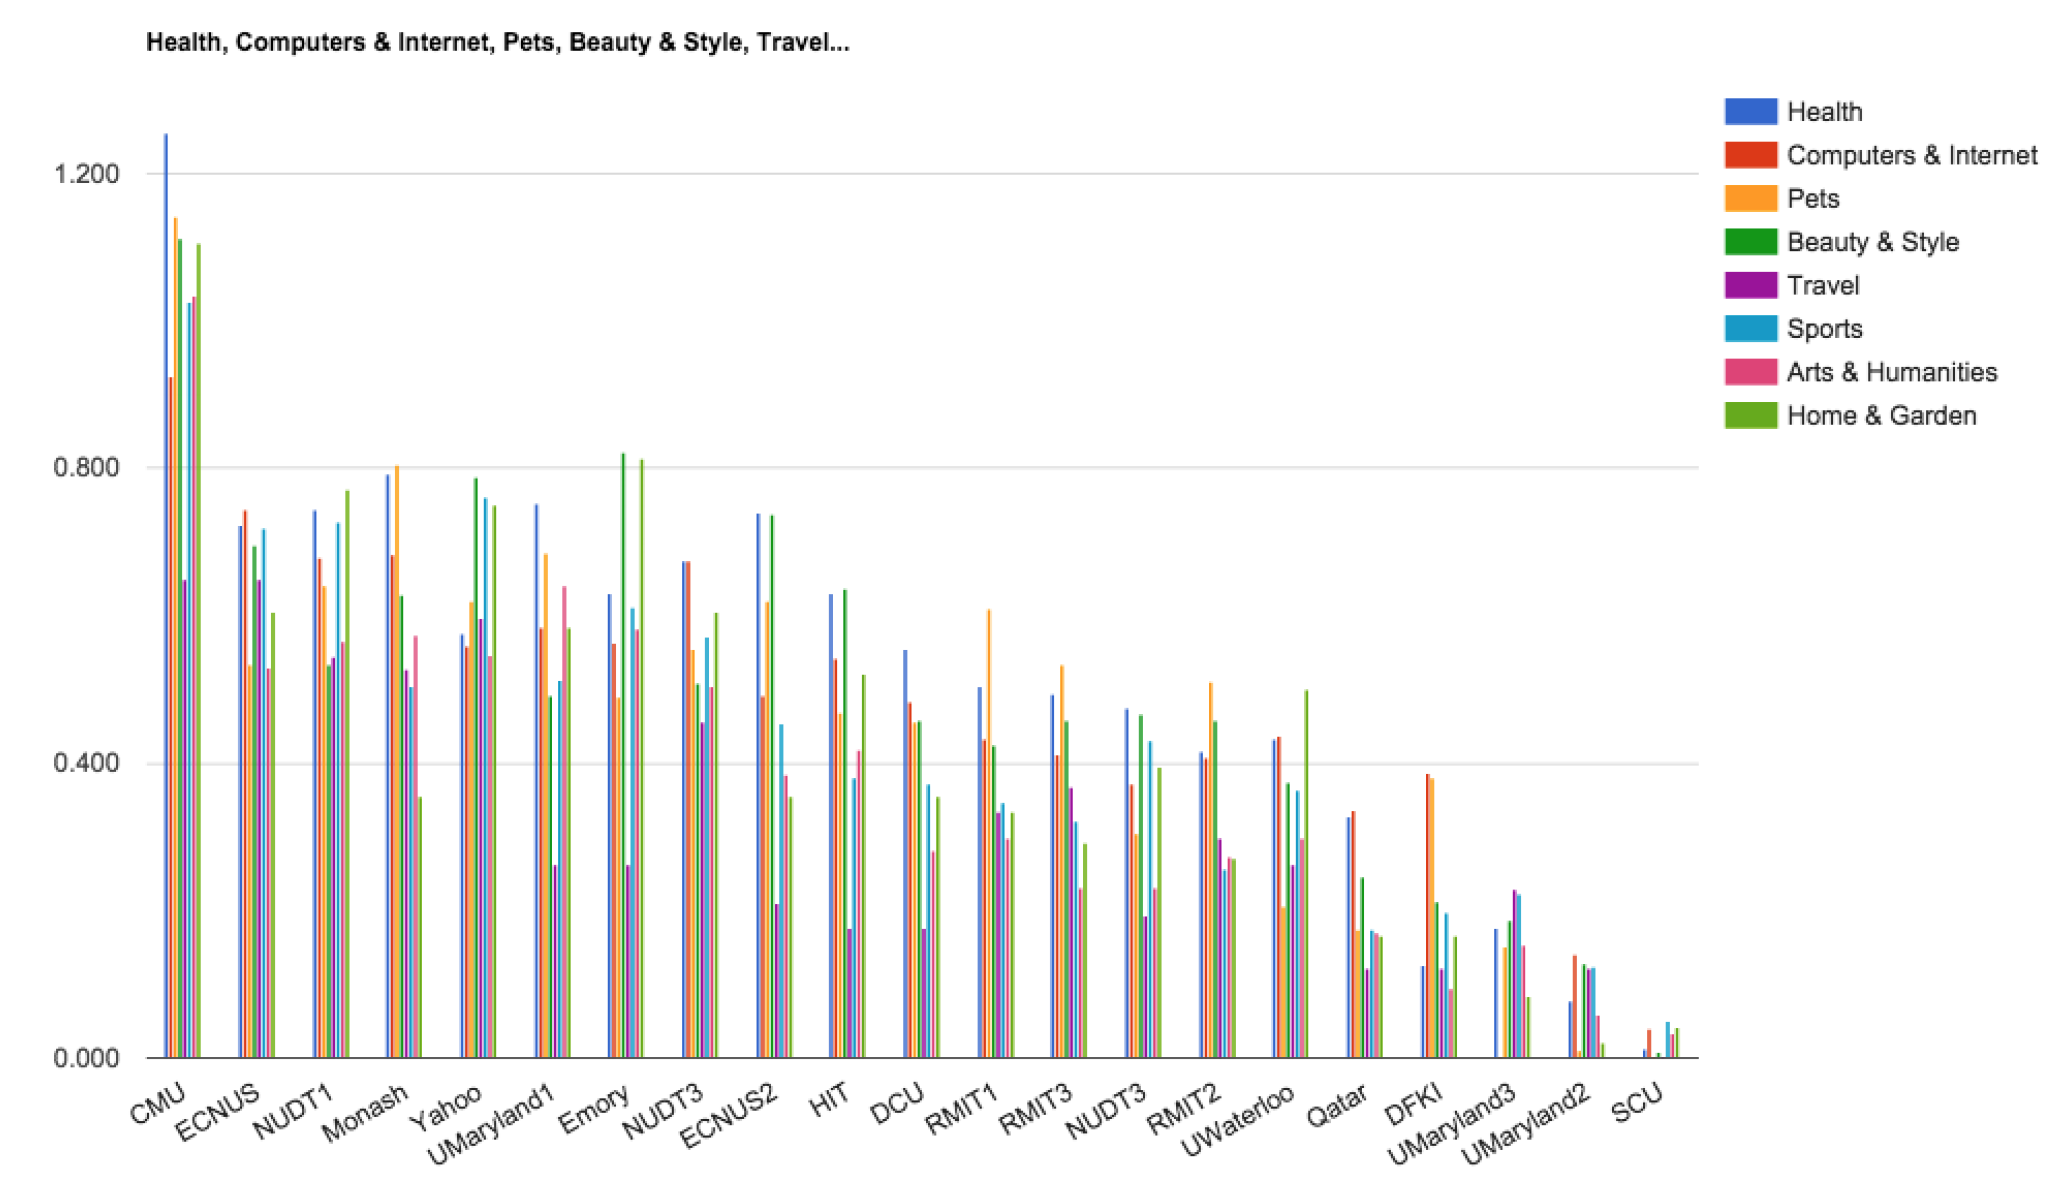 Health, Computers & Internet, Pets, Beauty & Style, Travel...
Health
Computers & Internet
Pets
Beauty & Style
Travel
Sports
Arts & Humanities
Home & Garden
1.200
0.800
0.400
0.000
CMU
ECNUS
NUDT1
Monash
Yahoo
UMaryland1
Emory
NUDT3
ECNUS2
HIT
DCU
RMIT1
RMIT3
NUDT3
RMIT2
UWaterloo
Qatar
DFKI
UMaryland3
UMaryland2
SCU